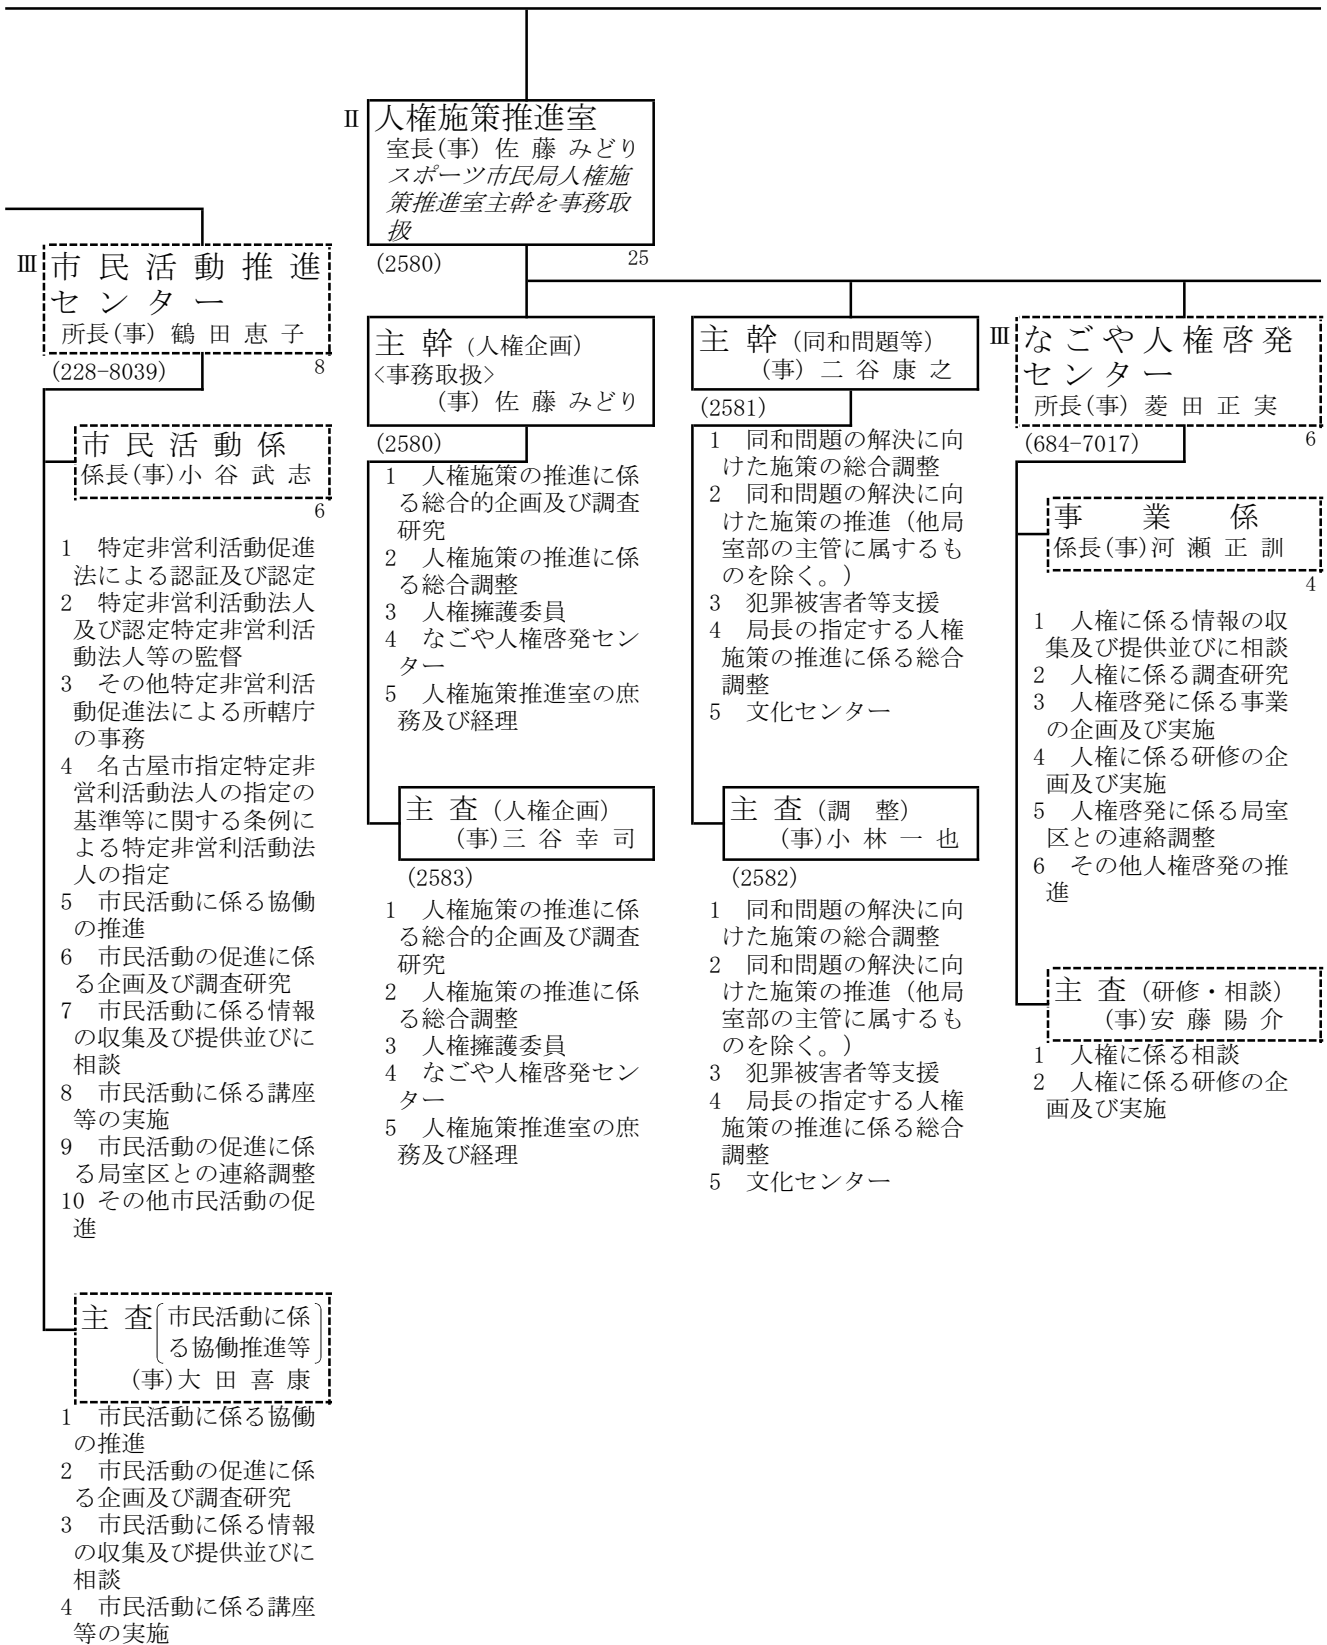 Ⅱ 人権施策推進室
室長(事) 佐 藤 みどり
スポーツ市民局人権施
策推進室主幹を事務取
扱
(2580) 25
Ⅲ 市 民 活 動 推 進
セ ン タ ー
所長(事) 鶴 田 恵 子
(228-8039) 8
市 民 活 動 係
係長(事)小 谷 武 志
6
1 特定非営利活動促進
法による認証及び認定
2 特定非営利活動法人
及び認定特定非営利活
動法人等の監督
3 その他特定非営利活
動促進法による所轄庁
の事務
4 名古屋市指定特定非
営利活動法人の指定の
基準等に関する条例に
よる特定非営利活動法
人の指定
5 市民活動に係る協働
の推進
6 市民活動の促進に係
る企画及び調査研究
7 市民活動に係る情報
の収集及び提供並びに
相談
8 市民活動に係る講座
等の実施
9 市民活動の促進に係
る局室区との連絡調整
10 その他市民活動の促
進
主 査 市民活動に係
る協働推進等
(事)大 田 喜 康
1 市民活動に係る協働
の推進
2 市民活動の促進に係
る企画及び調査研究
3 市民活動に係る情報
の収集及び提供並びに
相談
4 市民活動に係る講座
等の実施
主 幹 (人権企画)
<事務取扱>
(事) 佐 藤 みどり
(2580)
1 人権施策の推進に係
る総合的企画及び調査
研究
2 人権施策の推進に係
る総合調整
3 人権擁護委員
4 なごや人権啓発セン
ター
5 人権施策推進室の庶
務及び経理
主 査 (人権企画)
(事)三 谷 幸 司
(2583)
1 人権施策の推進に係
る総合的企画及び調査
研究
2 人権施策の推進に係
る総合調整
3 人権擁護委員
4 なごや人権啓発セン
ター
5 人権施策推進室の庶
務及び経理
主 幹 (同和問題等)
(事) 二 谷 康 之
(2581)
1 同和問題の解決に向
けた施策の総合調整
2 同和問題の解決に向
けた施策の推進（他局
室部の主管に属するも
のを除く。）
3 犯罪被害者等支援
4 局長の指定する人権
施策の推進に係る総合
調整
5 文化センター
主 査 (調 整)
(事)小 林 一 也
(2582)
1 同和問題の解決に向
けた施策の総合調整
2 同和問題の解決に向
けた施策の推進（他局
室部の主管に属するも
のを除く。）
3 犯罪被害者等支援
4 局長の指定する人権
施策の推進に係る総合
調整
5 文化センター
Ⅲ なごや人権啓発
センター
所長(事) 菱 田 正 実
(684-7017) 6
事 業 係
係長(事)河 瀬 正 訓
4
1 人権に係る情報の収
集及び提供並びに相談
2 人権に係る調査研究
3 人権啓発に係る事業
の企画及び実施
4 人権に係る研修の企
画及び実施
5 人権啓発に係る局室
区との連絡調整
6 その他人権啓発の推
進
主 査 (研修・相談)
(事)安 藤 陽 介
1 人権に係る相談
2 人権に係る研修の企
画及び実施